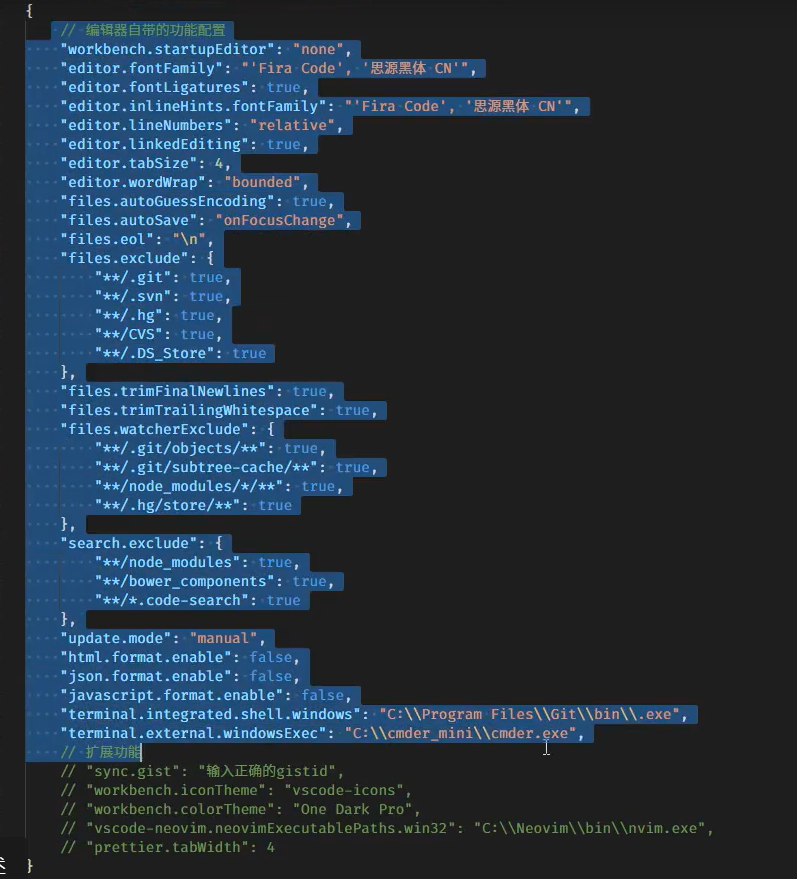 {
    // 编辑器自带的功能配置
    "workbench.startupEditor": "none",
    "editor.fontFamily": "'Fira Code', '思源黑体 CN'",
    "editor.fontLigatures": true,
    "editor.inlineHints.fontFamily": "'Fira Code', '思源黑体 CN'",
    "editor.lineNumbers": "relative",
    "editor.linkedEditing": true,
    "editor.tabSize": 4,
    "editor.wordWrap": "bounded",
    "files.autoGuessEncoding": true,
    "files.autoSave": "onFocusChange",
    "files.eol": "\n",
    "files.exclude": {
        "**/.git": true,
        "**/.svn": true,
        "**/.hg": true,
        "**/CVS": true,
        "**/.DS_Store": true
    },
    "files.trimFinalNewlines": true,
    "files.trimTrailingWhitespace": true,
    "files.watcherExclude": {
        "**/.git/objects/**": true,
        "**/.git/subtree-cache/**": true,
        "**/node_modules/*/**": true,
        "**/.hg/store/**": true
    },
    "search.exclude": {
        "**/node_modules": true,
        "**/bower_components": true,
        "**/*.code-search": true
    },
    "update.mode": "manual",
    "html.format.enable": false,
    "json.format.enable": false,
    "javascript.format.enable": false,
    "terminal.integrated.shell.windows": "C:\\Program Files\\Git\\bin\\.exe",
    "terminal.external.windowsExec": "C:\\cmder_mini\\cmder.exe",
    // 扩展功能
    // "sync.gist": "输入正确的gistid",
    // "workbench.iconTheme": "vscode-icons",
    // "workbench.colorTheme": "One Dark Pro",
    // "vscode-neovim.neovimExecutablePaths.win32": "C:\\Neovim\\bin\\nvim.exe",
    // "prettier.tabWidth": 4
}